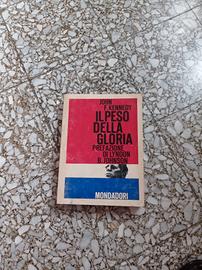 JOHN
F. KENNEDY
IL PESO
DELLA
GLORIA
PREFAZIONE
DI LYNDON
B. JOHNSON
MONDADORI